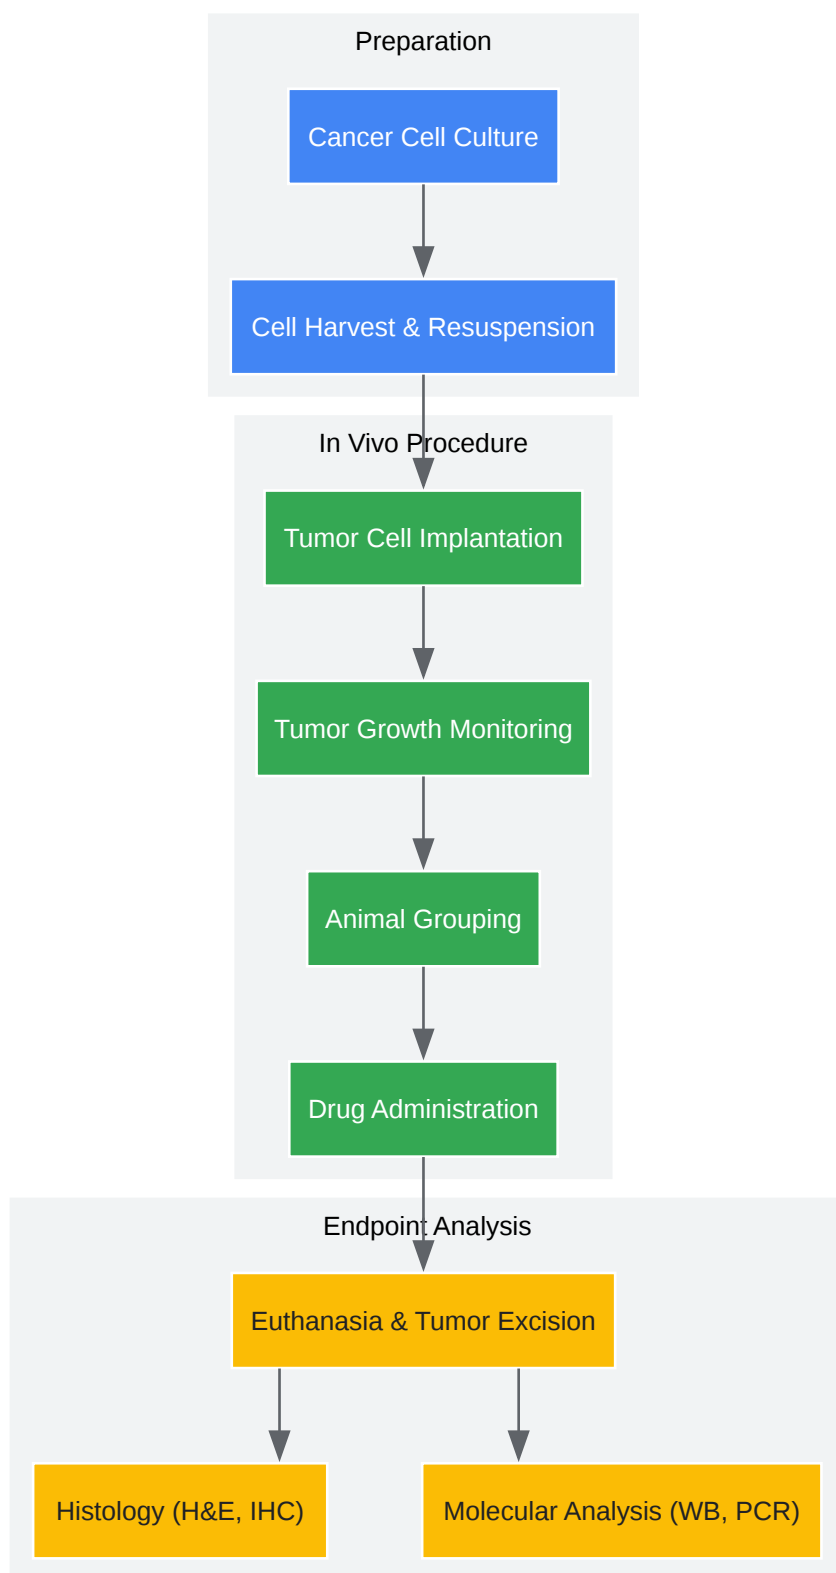 Preparation
Cancer Cell Culture
Cell Harvest & Resuspension
In Vivo Procedure
Tumor Cell Implantation
Tumor Growth Monitoring
Animal Grouping
Drug Administration
Endpoint Analysis
Euthanasia & Tumor Excision
Histology (H&E, IHC)
Molecular Analysis (WB, PCR)